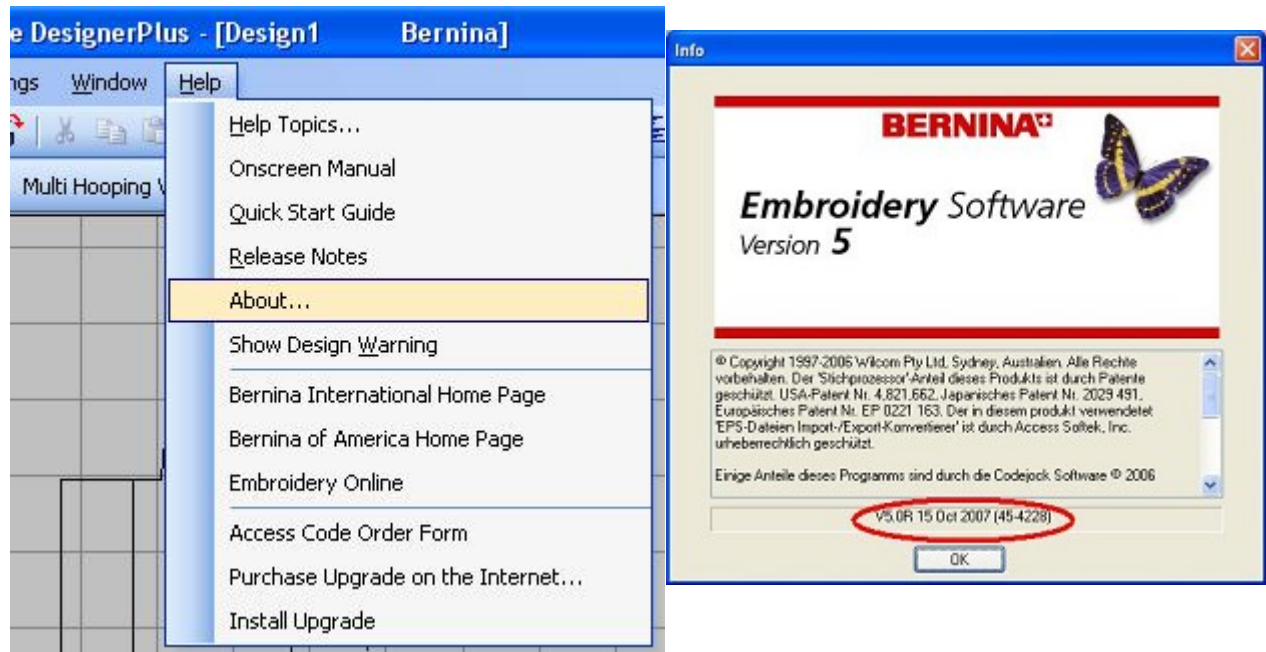 e DesignerPlus - [Design1 Bernina]
ngs Window Help
Multi Hooping V
Help Topics...
Onscreen Manual
Quick Start Guide
Release Notes
About...
Show Design Warning
Bernina International Home Page
Bernina of America Home Page
Embroidery Online
Access Code Order Form
Purchase Upgrade on the Internet...
Install Upgrade
Info
BERNINA
Embroidery Software
Version 5
© Copyright 1997-2006 Wilcom Pty Ltd, Sydney, Australien. Alle Rechte
vorbehalten. Der 'Stichprozessor'-Anteil dieses Produkts ist durch Patente
geschützt. USA-Patent Nr. 4,821,662, Japanisches Patent Nr. 2029 491,
Europäisches Patent Nr. EP 0221 163. Der in diesem produkt verwendetet
'EPS-Dateien Import-/Export-Konvertierer' ist durch Access Softek, Inc.
urheberrechtlich geschützt.
Einige Anteile dieses Programms sind durch die Codejock Software © 2006
V5.0R 15 Oct 2007 (45-4228)
OK